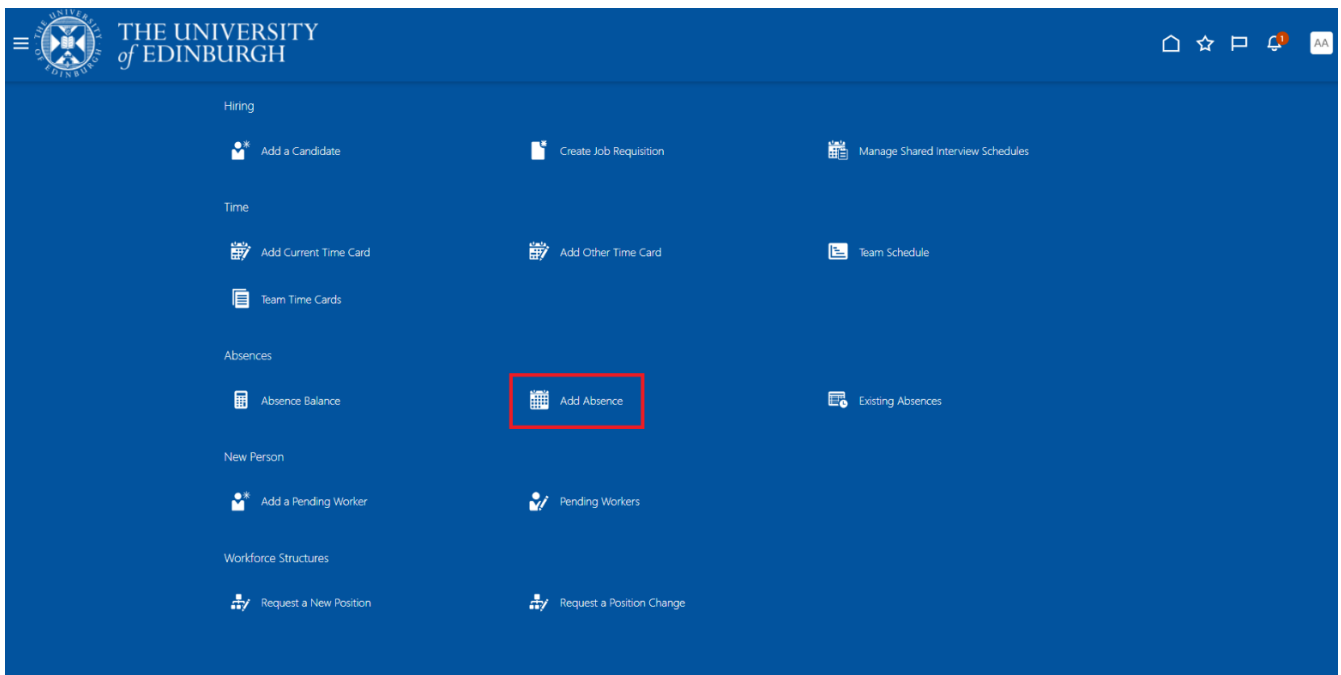 THE UNIVERSITY
of EDINBURGH
1
AA
Hiring
Add a Candidate
Create Job Requisition
Manage Shared Interview Schedules
Time
Add Current Time Card
Add Other Time Card
Team Schedule
Team Time Cards
Absences
Absence Balance
Add Absence
Existing Absences
New Person
Add a Pending Worker
Pending Workers
Workforce Structures
Request a New Position
Request a Position Change